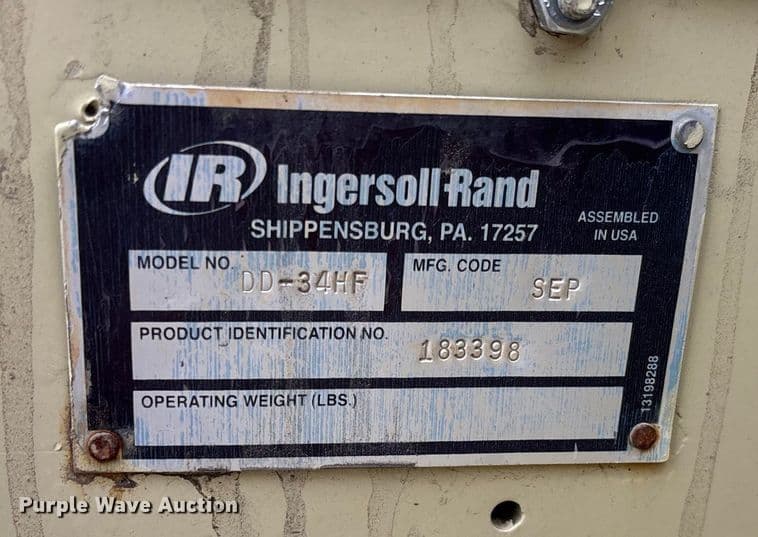 IR Ingersoll-Rand
SHIPPENSBURG, PA. 17257
ASSEMBLED
IN USA
MODEL NO. DD-34HF
MFG. CODE SEP
PRODUCT IDENTIFICATION NO. 183398
OPERATING WEIGHT (LBS.)
13198288
Purple Wave Auction